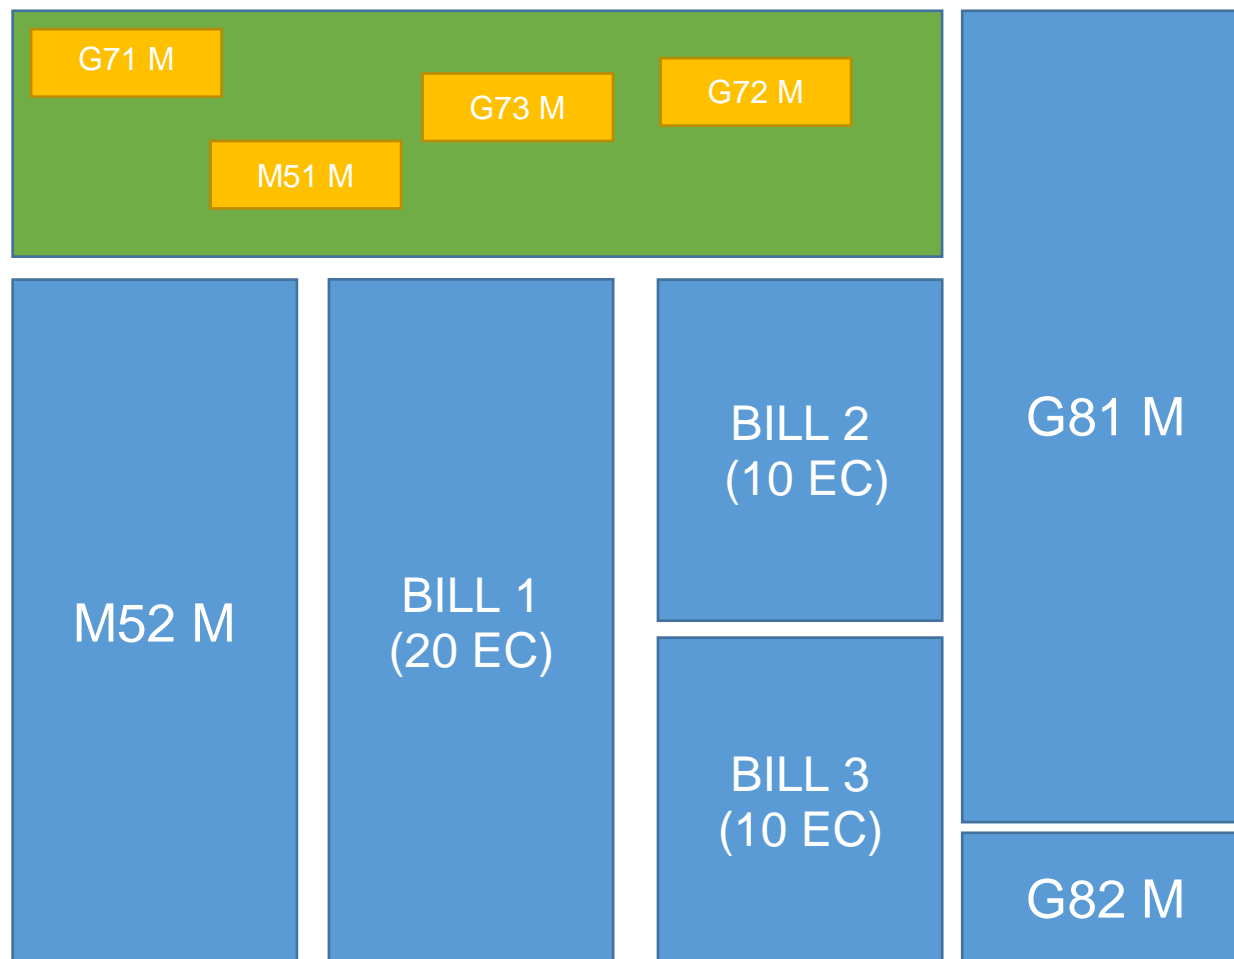 G71 M
G73 M
G72 M
M51 M
M52 M
BILL 1
(20 EC)
BILL 2
(10 EC)
BILL 3
(10 EC)
G81 M
G82 M